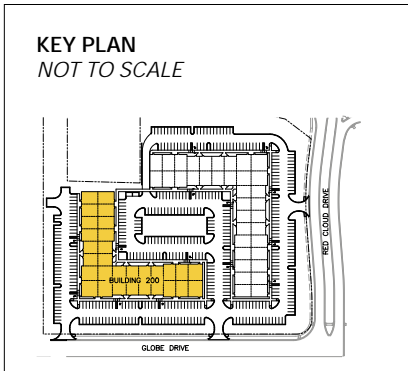 KEY PLAN
NOT TO SCALE
RED CLOUD DRIVE
BUILDING 200
GLOBE DRIVE